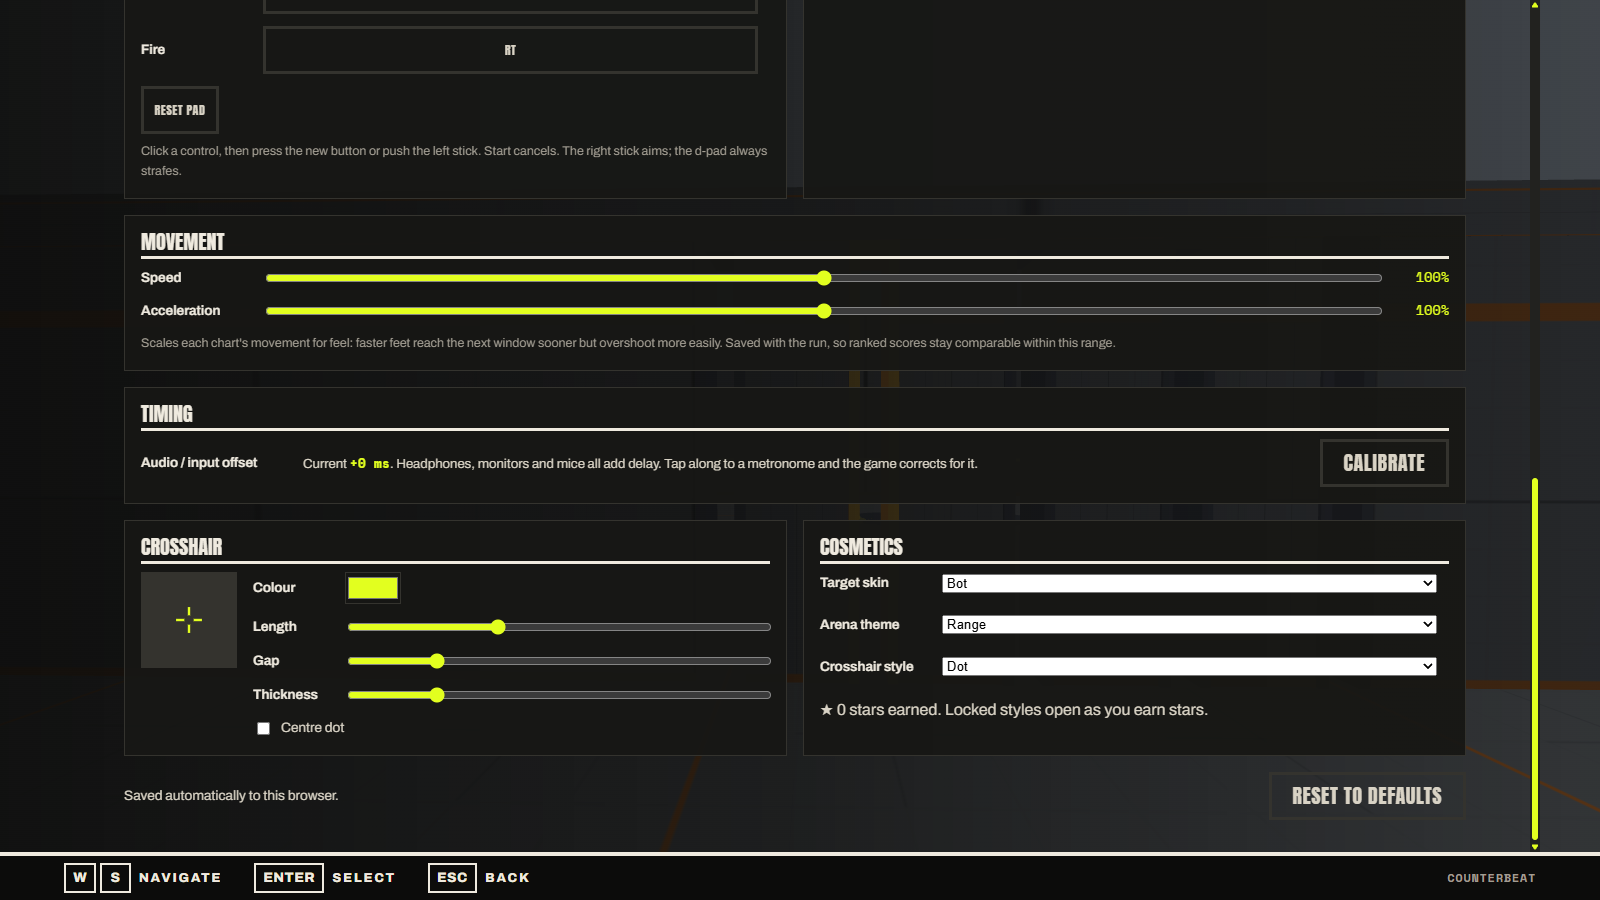 Fire
RT
RESET PAD
Click a control, then press the new button or push the left stick. Start cancels. The right stick aims; the d-pad always
strafes.
MOVEMENT
Speed
100%
Acceleration
100%
Scales each chart's movement for feel: faster feet reach the next window sooner but overshoot more easily. Saved with the run, so ranked scores stay comparable within this range.
TIMING
Audio / input offset
Current +0 ms. Headphones, monitors and mice all add delay. Tap along to a metronome and the game corrects for it.
CALIBRATE
CROSSHAIR
Colour
Length
Gap
Thickness
Centre dot
COSMETICS
Target skin
Bot
Arena theme
Range
Crosshair style
Dot
★ 0 stars earned. Locked styles open as you earn stars.
Saved automatically to this browser.
RESET TO DEFAULTS
W S NAVIGATE ENTER SELECT ESC BACK
COUNTERBEAT